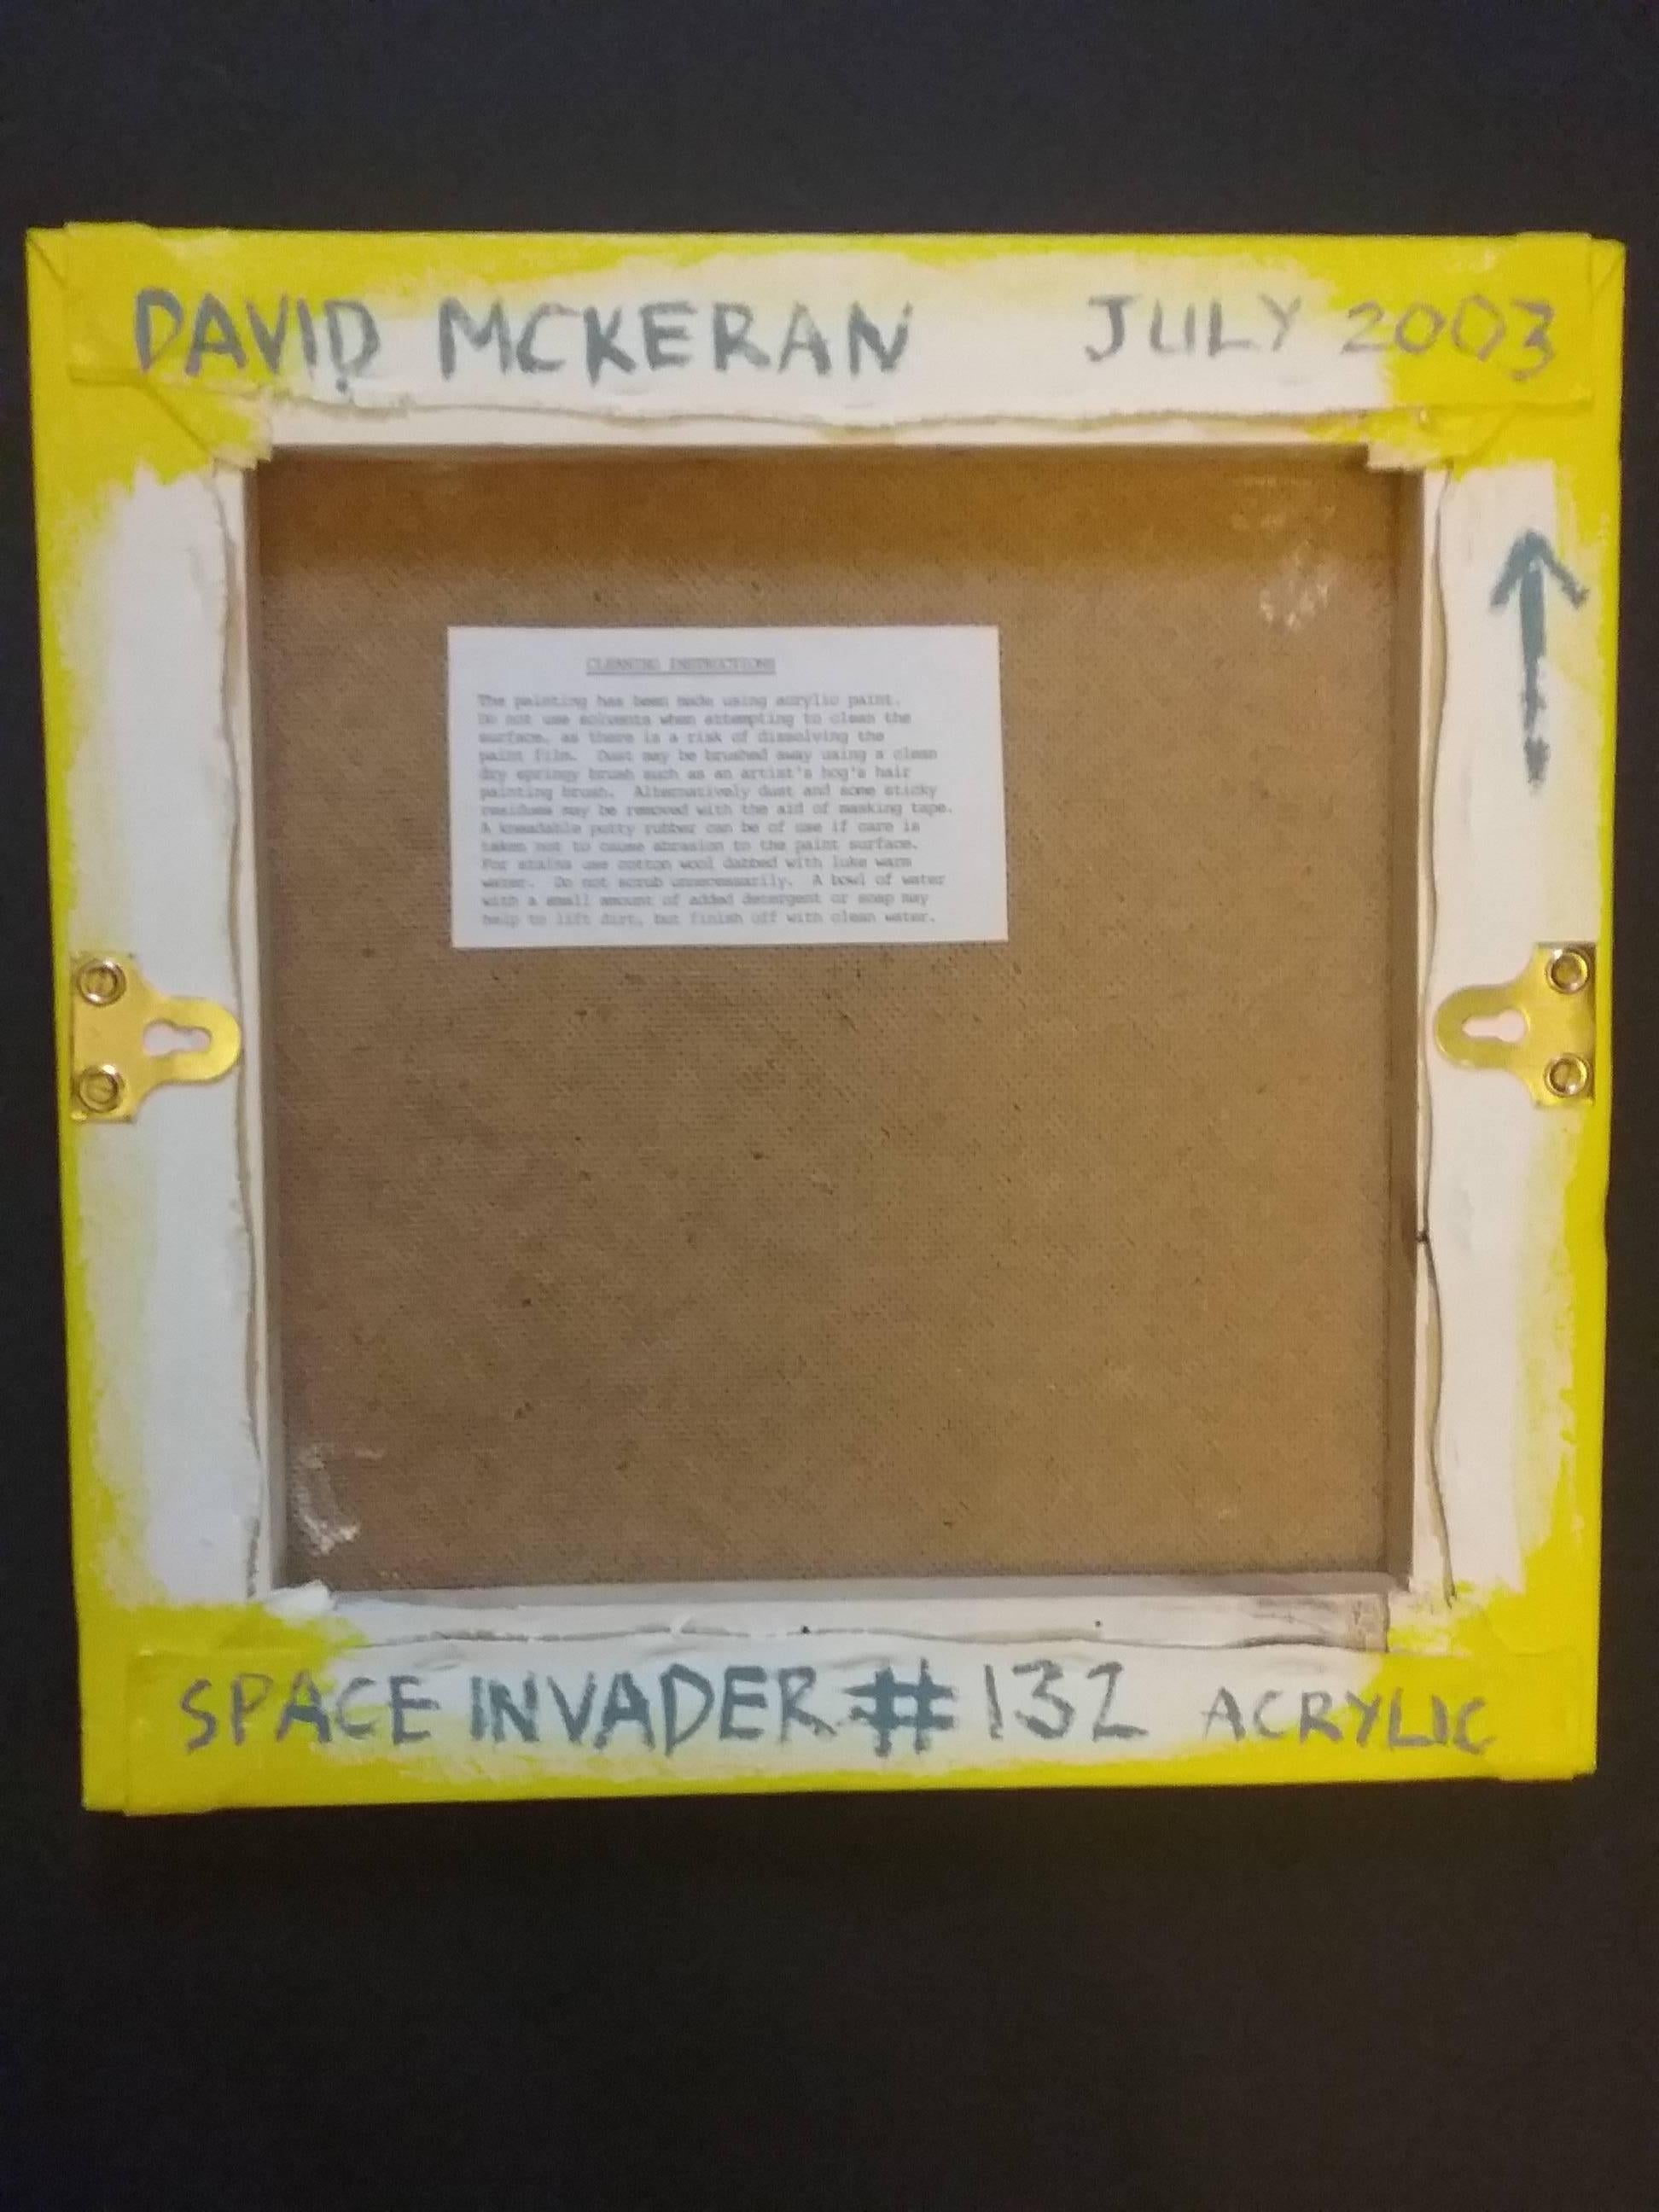 DAVID MCKERAN JULY 2003
CLEANING INSTRUCTIONS
The painting has been made using acrylic paint.
Do not use solvents when attempting to clean the
surface, as there is a risk of dissolving the
paint film. Dust may be brushed away using a clean
dry springy brush such as an artist's hog's hair
painting brush. Alternatively dust and some sticky
residues may be removed with the aid of masking tape.
A kneadable putty rubber can be of use if care is
taken not to cause abrasion to the paint surface.
For stains use cotton wool dabbed with luke warm
water. Do not scrub unnecessarily. A bowl of water
with a small amount of added detergent or soap may
help to lift dirt, but finish off with clean water.
SPACE INVADER # 132 ACRYLIC